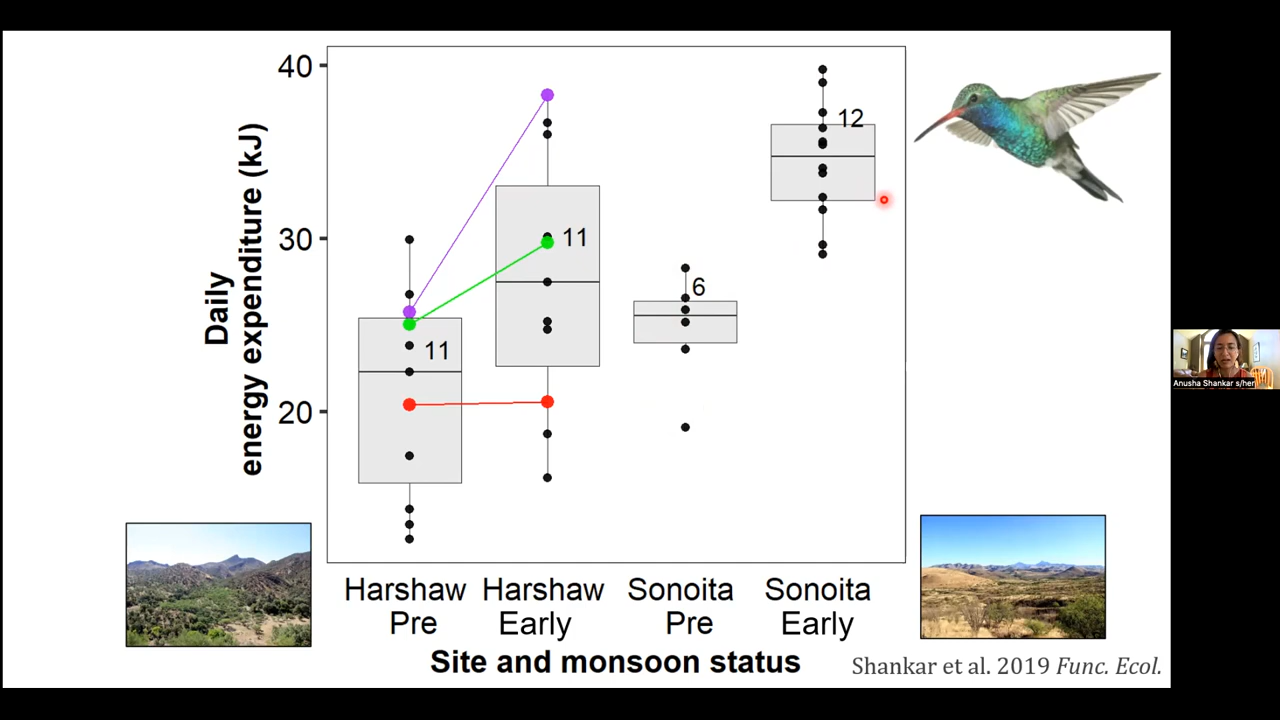 40
30
20
Daily
energy expenditure (kJ)
11
11
6
12
Harshaw Pre
Harshaw Early
Sonoita Pre
Sonoita Early
Site and monsoon status
Shankar et al. 2019 Func. Ecol.
Anusha Shankar s/her